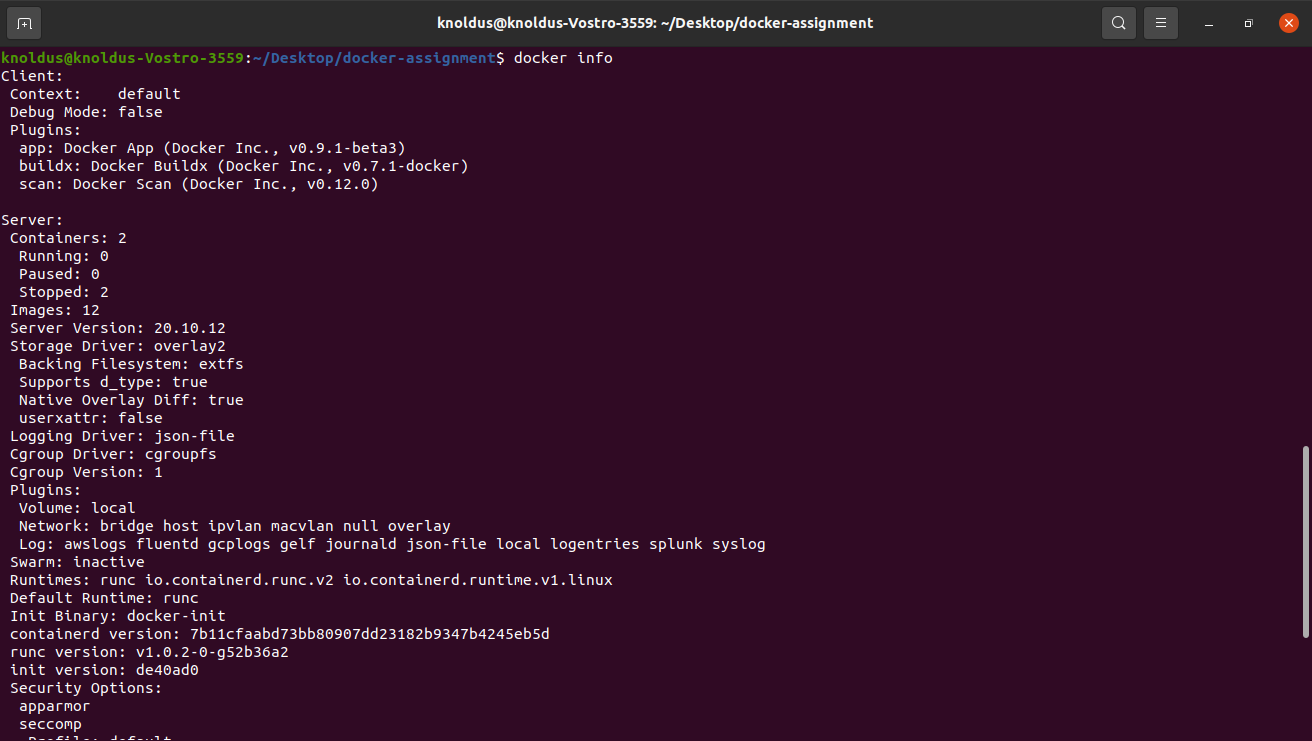 knoldus@knoldus-Vostro-3559: ~/Desktop/docker-assignment
knoldus@knoldus-Vostro-3559:~/Desktop/docker-assignment$ docker info
Client:
 Context:    default
 Debug Mode: false
 Plugins:
  app: Docker App (Docker Inc., v0.9.1-beta3)
  buildx: Docker Buildx (Docker Inc., v0.7.1-docker)
  scan: Docker Scan (Docker Inc., v0.12.0)

Server:
 Containers: 2
  Running: 0
  Paused: 0
  Stopped: 2
 Images: 12
 Server Version: 20.10.12
 Storage Driver: overlay2
  Backing Filesystem: extfs
  Supports d_type: true
  Native Overlay Diff: true
  userxattr: false
 Logging Driver: json-file
 Cgroup Driver: cgroupfs
 Cgroup Version: 1
 Plugins:
  Volume: local
  Network: bridge host ipvlan macvlan null overlay
  Log: awslogs fluentd gcplogs gelf journald json-file local logentries splunk syslog
 Swarm: inactive
 Runtimes: runc io.containerd.runc.v2 io.containerd.runtime.v1.linux
 Default Runtime: runc
 Init Binary: docker-init
 containerd version: 7b11cfaabd73bb80907dd23182b9347b4245eb5d
 runc version: v1.0.2-0-g52b36a2
 init version: de40ad0
 Security Options:
  apparmor
  seccomp
   Profile: default